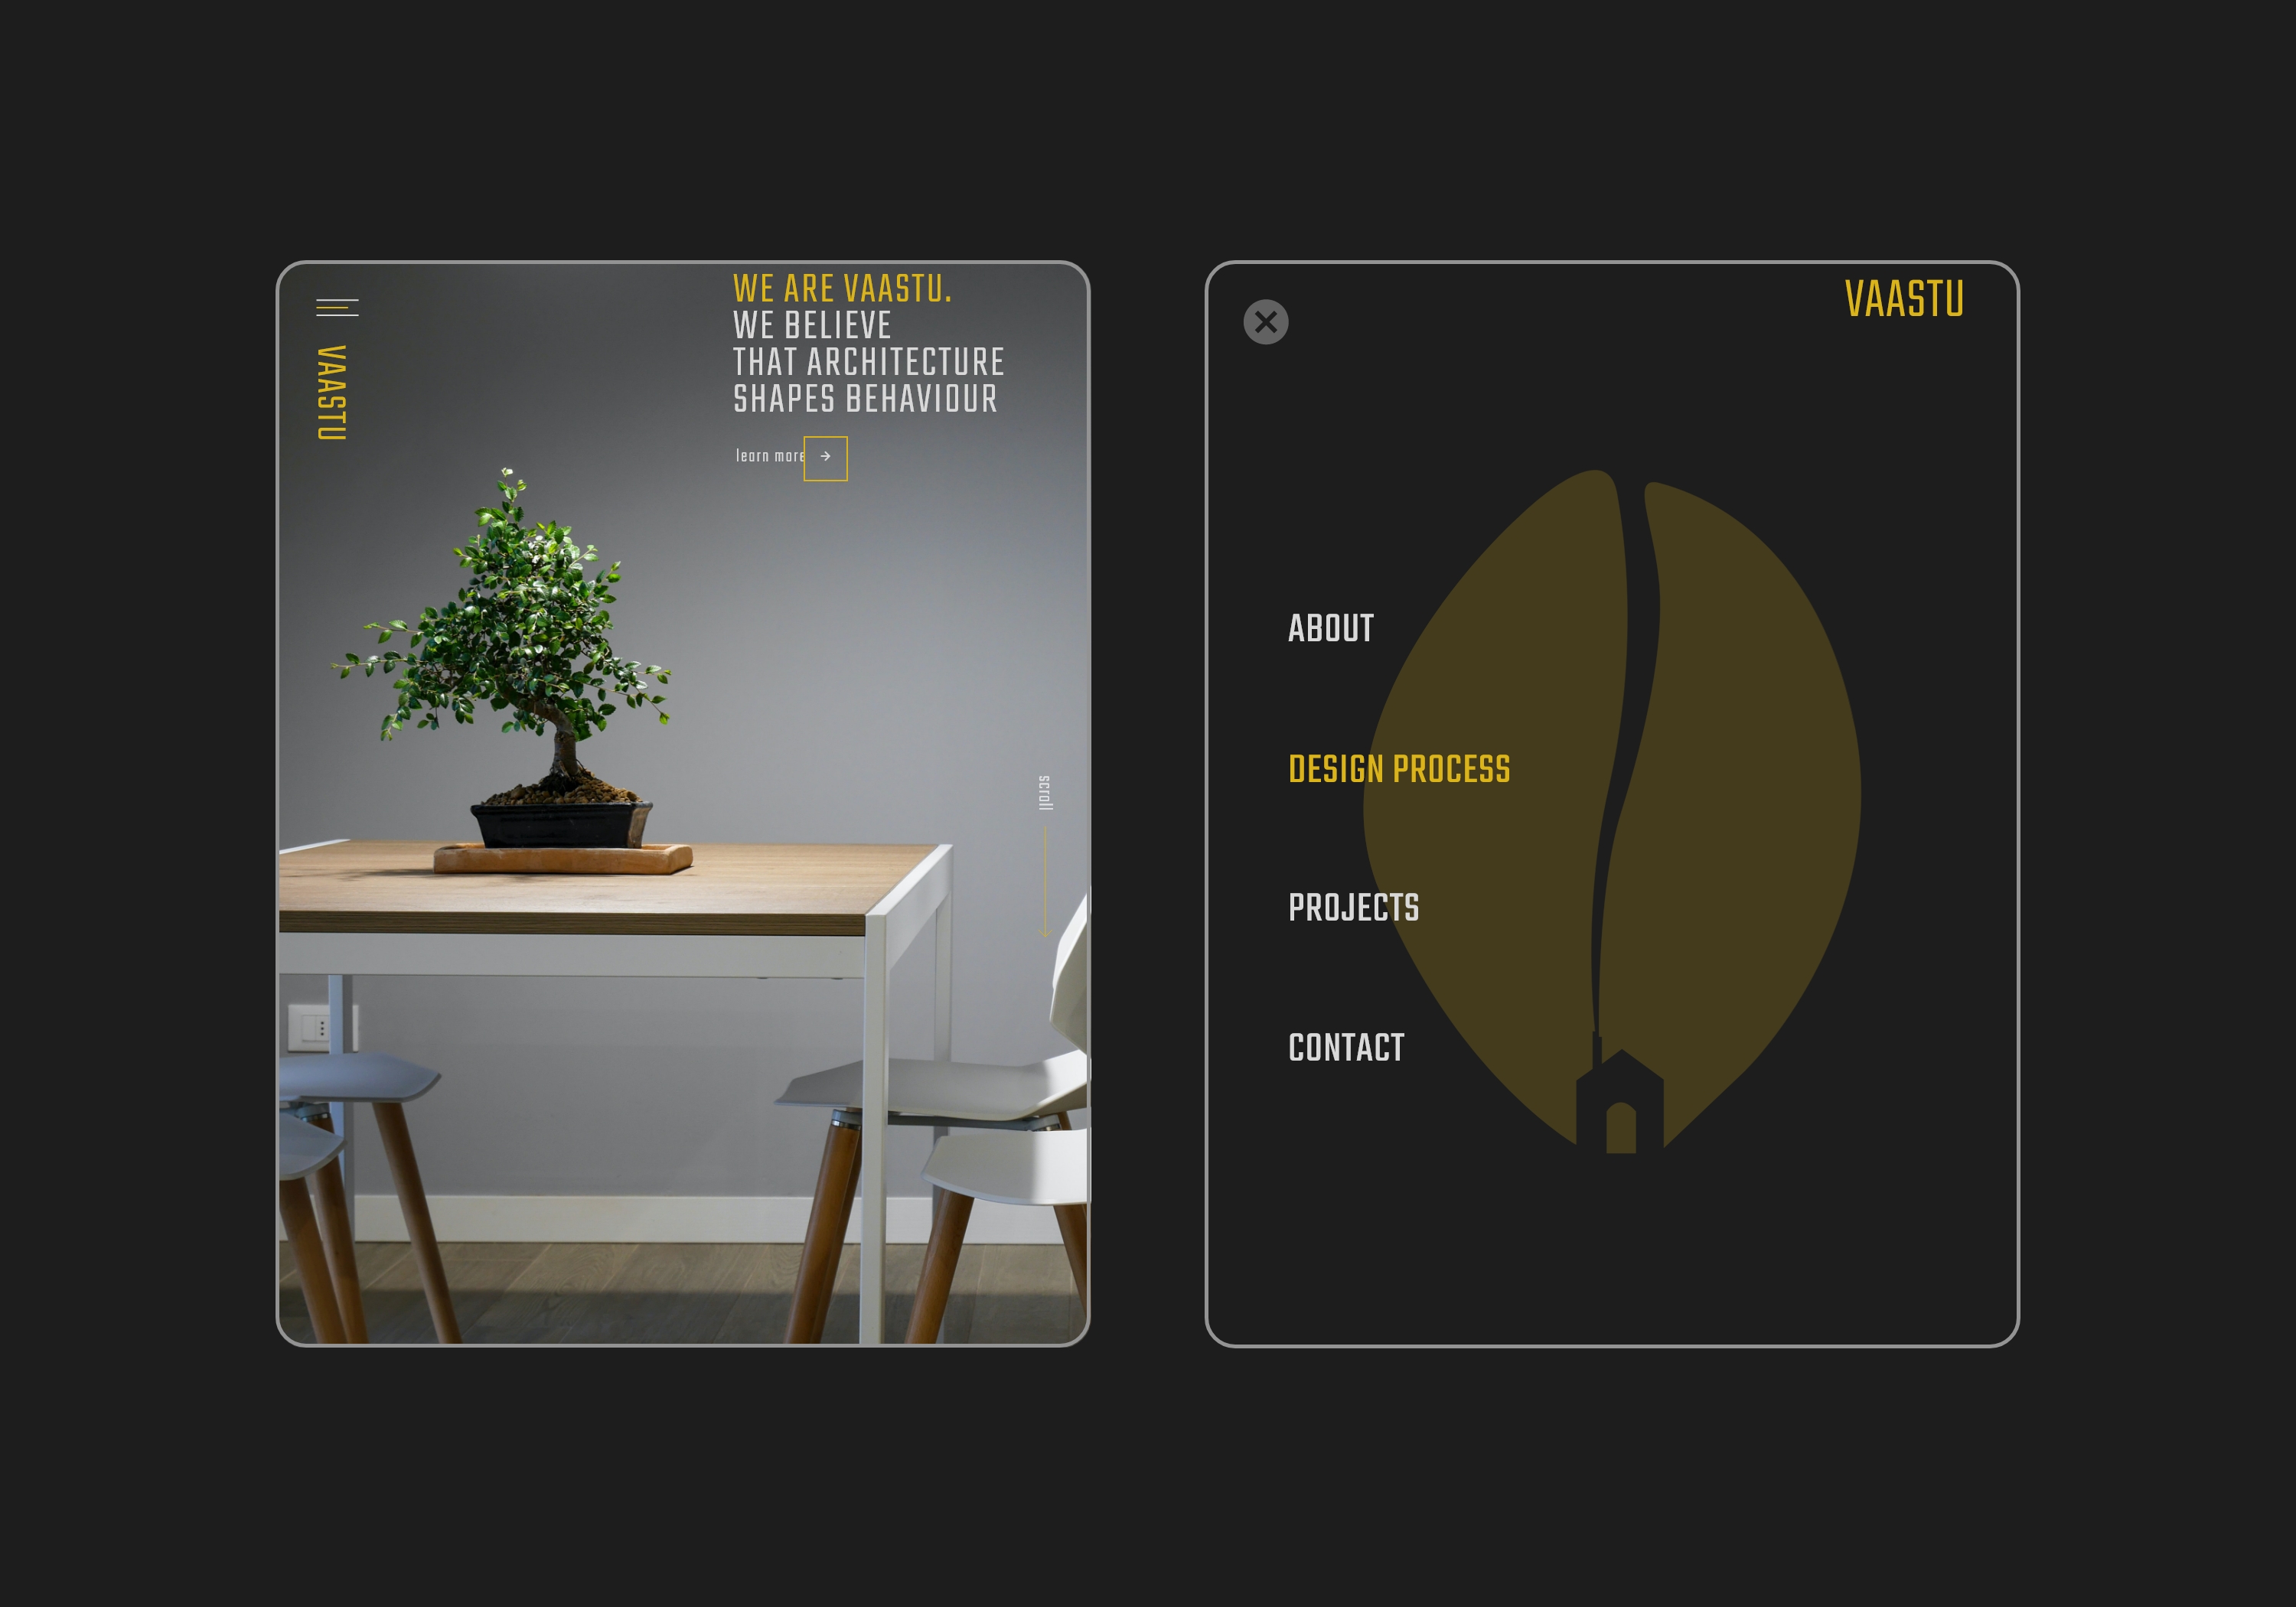 VAASTU
WE ARE VAASTU.
WE BELIEVE
THAT ARCHITECTURE
SHAPES BEHAVIOUR
learn more
scroll
VAASTU
ABOUT
DESIGN PROCESS
PROJECTS
CONTACT